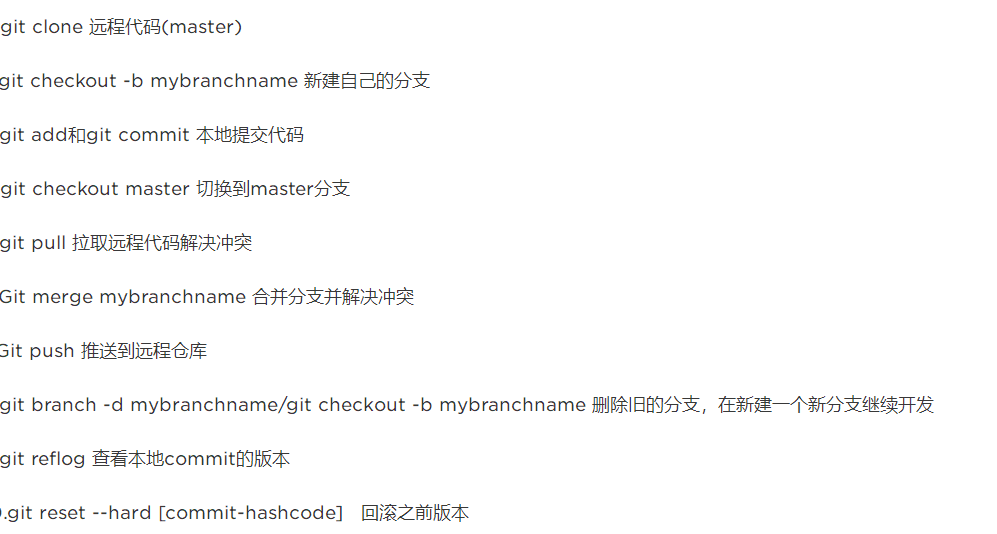 git clone 远程代码(master)
git checkout -b mybranchname 新建自己的分支
git add和git commit 本地提交代码
git checkout master 切换到master分支
git pull 拉取远程代码解决冲突
Git merge mybranchname 合并分支并解决冲突
Git push 推送到远程仓库
git branch -d mybranchname/git checkout -b mybranchname 删除旧的分支，在新建一个新分支继续开发
git reflog 查看本地commit的版本
.git reset --hard [commit-hashcode] 回滚之前版本